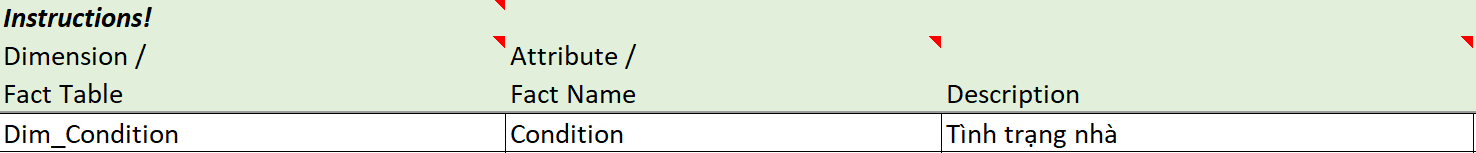 Instructions!
Dimension / Attribute /
Fact Table Fact Name Description
Dim_Condition Condition Tình trạng nhà